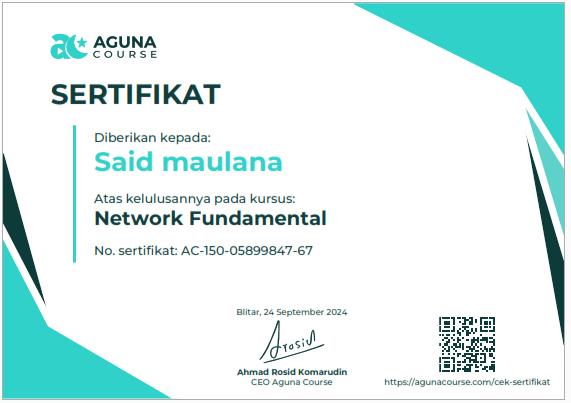 AGUNA
COURSE
SERTIFIKAT
Diberikan kepada:
Said maulana
Atas kelulusannya pada kursus:
Network Fundamental
No. sertifikat: AC-150-05899847-67
Blitar, 24 September 2024
Arosid
Ahmad Rosid Komarudin
CEO Aguna Course
https://agunacourse.com/cek-sertifikat